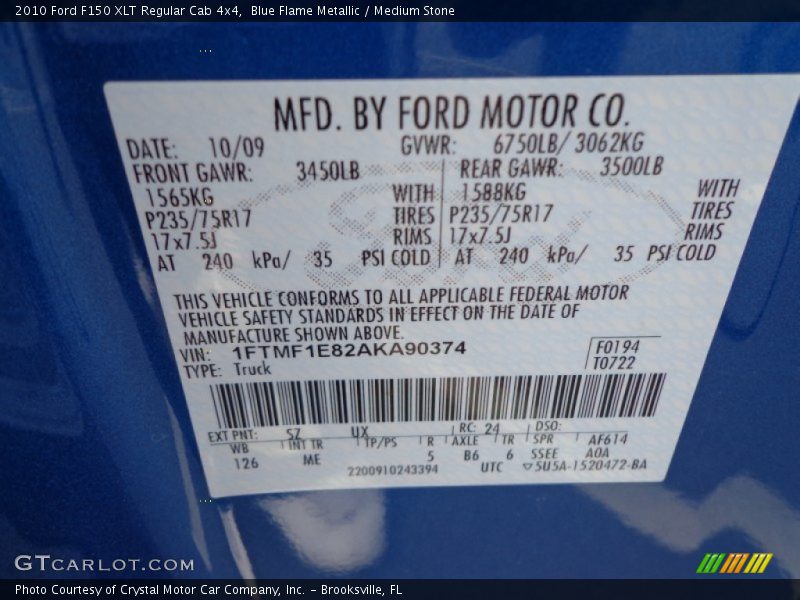 2010 Ford F150 XLT Regular Cab 4x4,  Blue Flame Metallic / Medium Stone
MFD. BY FORD MOTOR CO.
DATE: 10/09 GVWR: 6750LB/ 3062KG
FRONT GAWR: 3450LB REAR GAWR: 3500LB
1565KG WITH 1588KG WITH
P235/75R17 TIRES P235/75R17 TIRES
17x7.5J RIMS 17x7.5J RIMS
AT 240 kPa/ 35 PSI COLD AT 240 kPa/ 35 PSI COLD
THIS VEHICLE CONFORMS TO ALL APPLICABLE FEDERAL MOTOR
VEHICLE SAFETY STANDARDS IN EFFECT ON THE DATE OF
MANUFACTURE SHOWN ABOVE.
VIN: 1FTMF1E82AKA90374 F0194
TYPE: Truck T0722
EXT PNT: SZ UX RC: 24 DSO:
WB INT TR TP/PS R AXLE TR SPR AF614
126 ME 5 B6 6 SSEE A0A
2200910243394 UTC 5U5A-1520472-BA
GTCARLOT.COM
Photo Courtesy of Crystal Motor Car Company, Inc. - Brooksville, FL